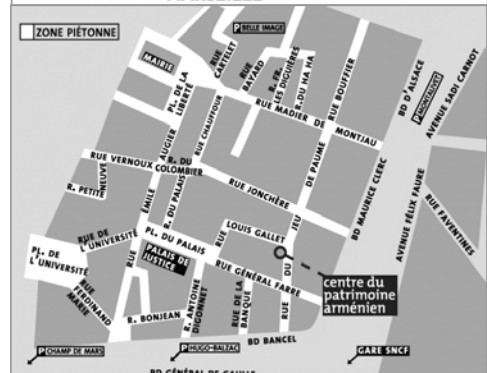 ZONE PIÉTONNE
P BELLE IMAGE
MAIRIE
RUE
CARTELET
RUE
BAYARD
R. FR.
LES DIGUIÈRES
R. DU HA HA
RUE BOUFFIER
BD D'ALSACE
P MONTAUVET
AVENUE SADI CARNOT
PL. DE LA
LIBERTÉ
RUE CHAUFFOUR
RUE MADIER DE MONTJAU
AUGIER
RUE VERNOUX
R. DU
COLOMBIER
NEUVE
R. PETITE
RUE JONCHÈRE
DE PAUME
BD MAURICE CLERC
AVENUE FÉLIX FAURE
RUE FAVENTINES
ÉMILE
R. DU PALAIS
RUE DE
L'UNIVERSITÉ
PL. DU PALAIS
RUE
LOUIS GALLET
JEU
PL. DE
L'UNIVERSITÉ
PALAIS DE
JUSTICE
RUE
RUE GÉNÉRAL FARRE
DU
centre du
patrimoine
arménien
RUE
FERDINAND
MARIE
R. BONJEAN
R. ANTOINE
DIGONNET
RUE DE LA
BANQUE
RUE
P CHAMP DE MARS
P HUGO-BALZAC
BD BANCEL
GARE SNCF